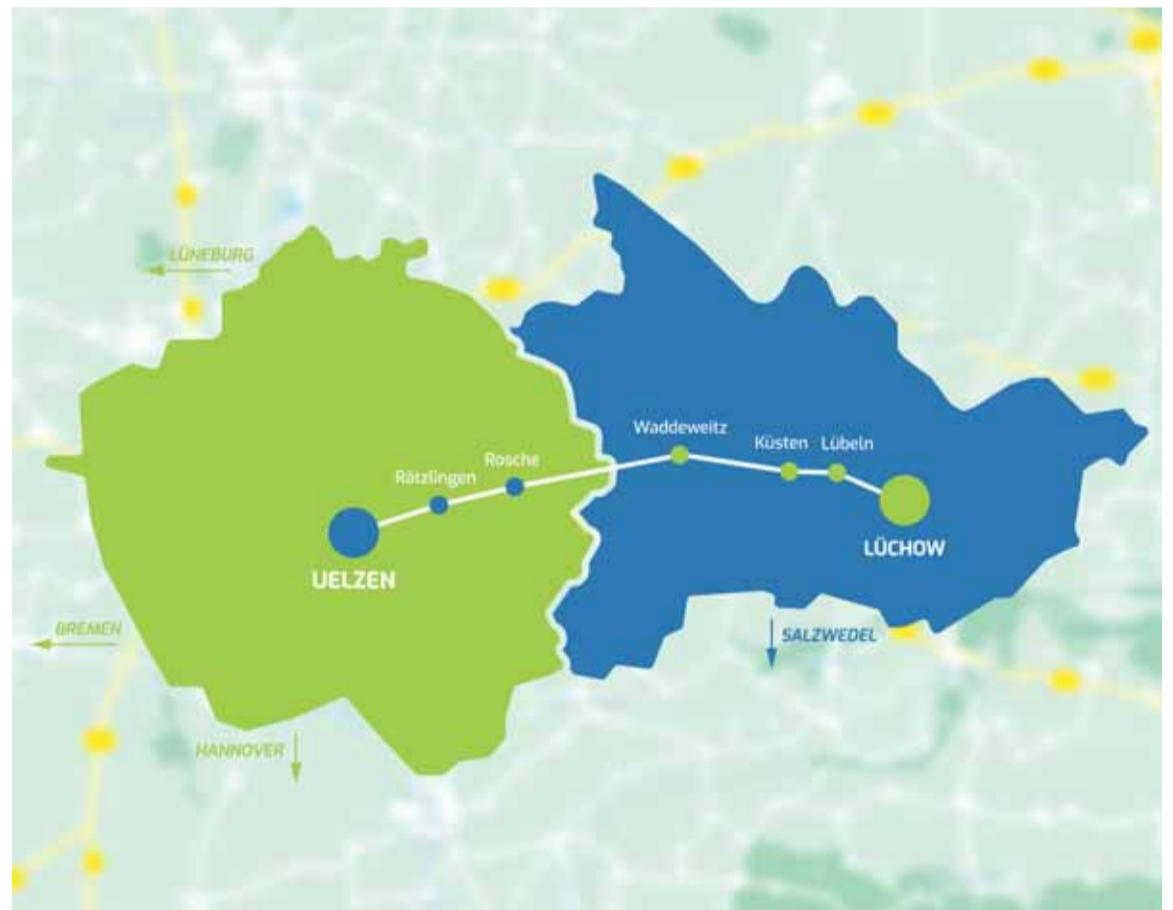 LÜNEBURG
Waddeweitz
Küsten
Lübeln
Rosche
Rätzlingen
LÜCHOW
UELZEN
BREMEN
SALZWEDEL
HANNOVER